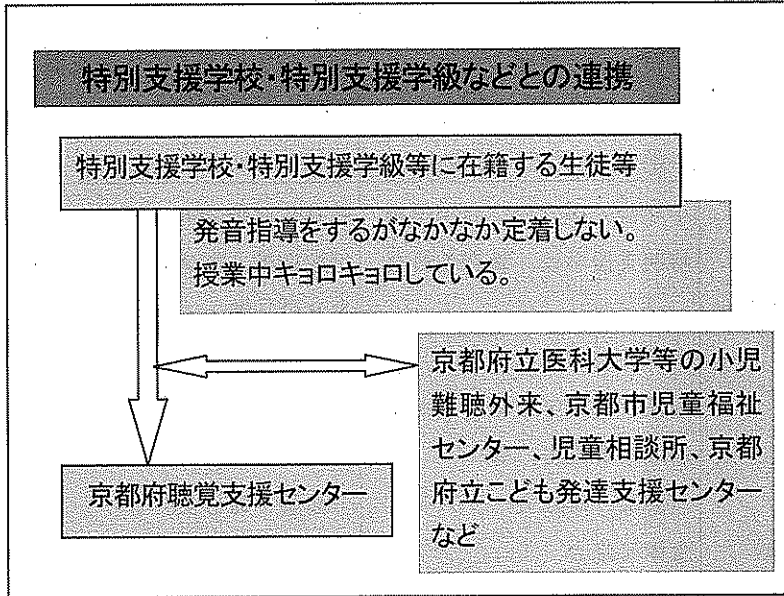 特別支援学校・特別支援学級などとの連携
特別支援学校・特別支援学級等に在籍する生徒等
発音指導をするがなかなか定着しない。
授業中キョロキョロしている。
京都府立医科大学等の小児
難聴外来、京都市児童福祉
センター、児童相談所、京都
府立こども発達支援センター
など
京都府聴覚支援センター